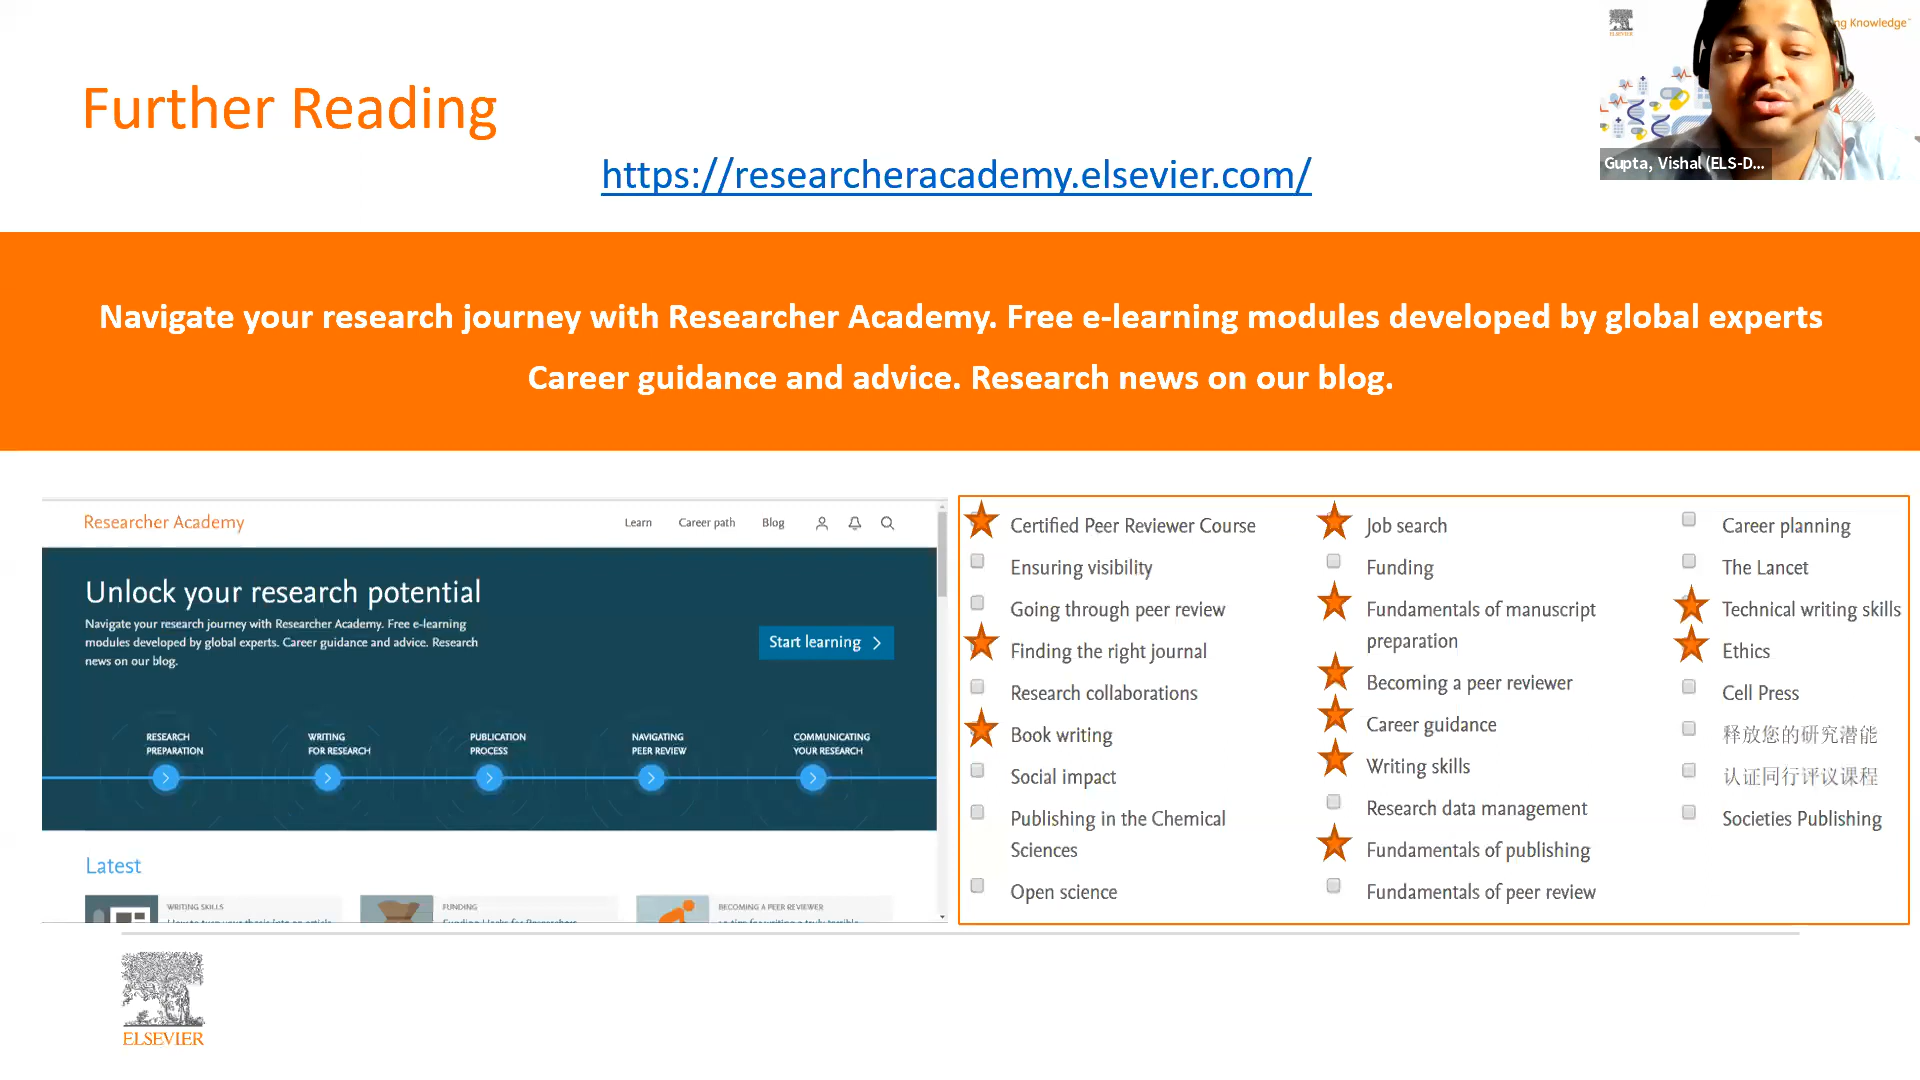 Further Reading
https://researcheracademy.elsevier.com/
ELSEVIER
ng Knowledge
Gupta, Vishal (ELS-D...
Navigate your research journey with Researcher Academy. Free e-learning modules developed by global experts
Career guidance and advice. Research news on our blog.
Researcher Academy
Learn
Career path
Blog
Unlock your research potential
Navigate your research journey with Researcher Academy. Free e-learning
modules developed by global experts. Career guidance and advice. Research
news on our blog.
Start learning
RESEARCH
PREPARATION
WRITING
FOR RESEARCH
PUBLICATION
PROCESS
NAVIGATING
PEER REVIEW
COMMUNICATING
YOUR RESEARCH
Latest
WRITING SKILLS
FUNDING
BECOMING A PEER REVIEWER
Certified Peer Reviewer Course
Ensuring visibility
Going through peer review
Finding the right journal
Research collaborations
Book writing
Social impact
Publishing in the Chemical
Sciences
Open science
Job search
Funding
Fundamentals of manuscript
preparation
Becoming a peer reviewer
Career guidance
Writing skills
Research data management
Fundamentals of publishing
Fundamentals of peer review
Career planning
The Lancet
Technical writing skills
Ethics
Cell Press
释放您的研究潜能
认证同行评议课程
Societies Publishing
ELSEVIER